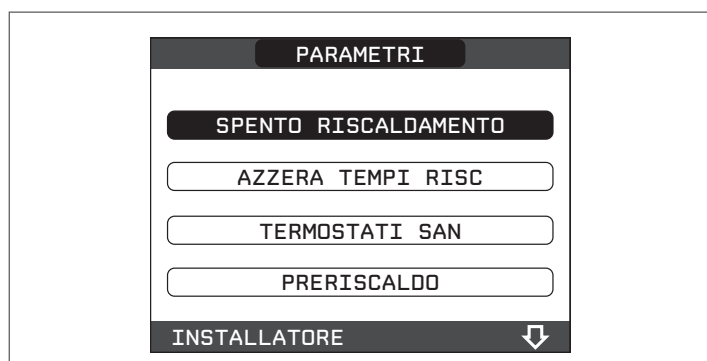 PARAMETRI
SPENTO RISCALDAMENTO
AZZERA TEMPI RISC
TERMOSTATI SAN
PRERISCALDO
INSTALLATORE